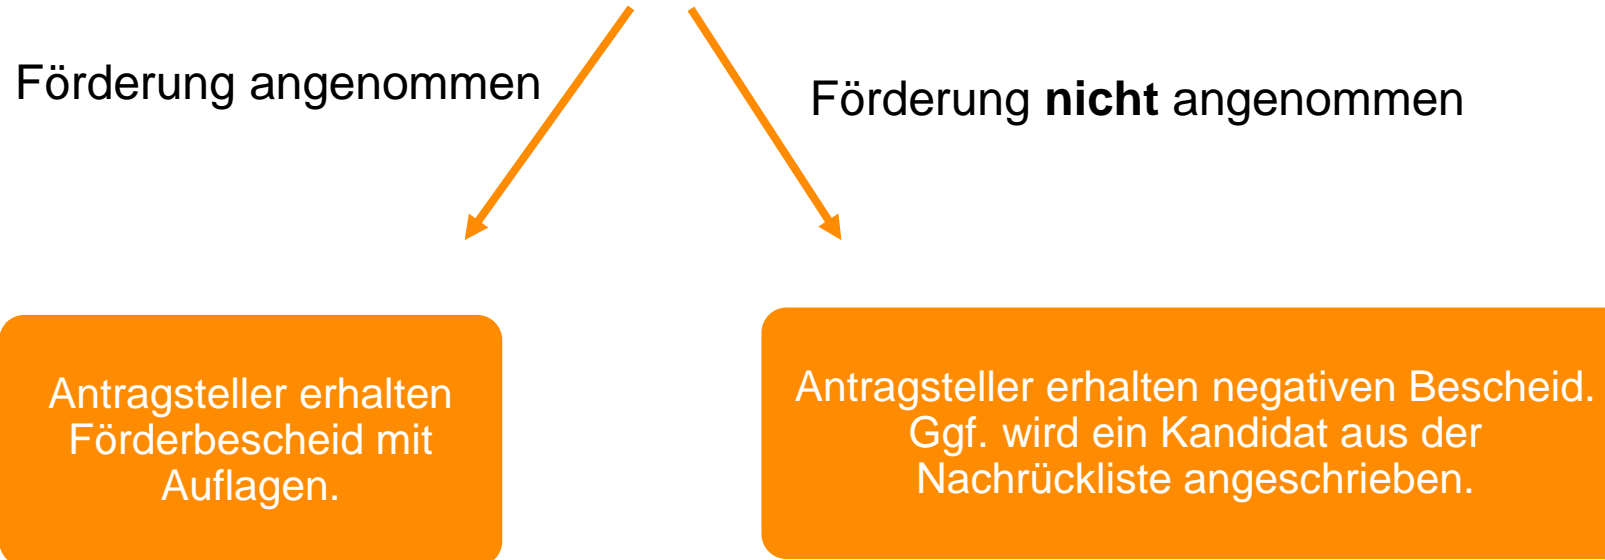 Förderung angenommen
Förderung nicht angenommen
Antragsteller erhalten
Förderbescheid mit
Auflagen.
Antragsteller erhalten negativen Bescheid.
Ggf. wird ein Kandidat aus der
Nachrückliste angeschrieben.